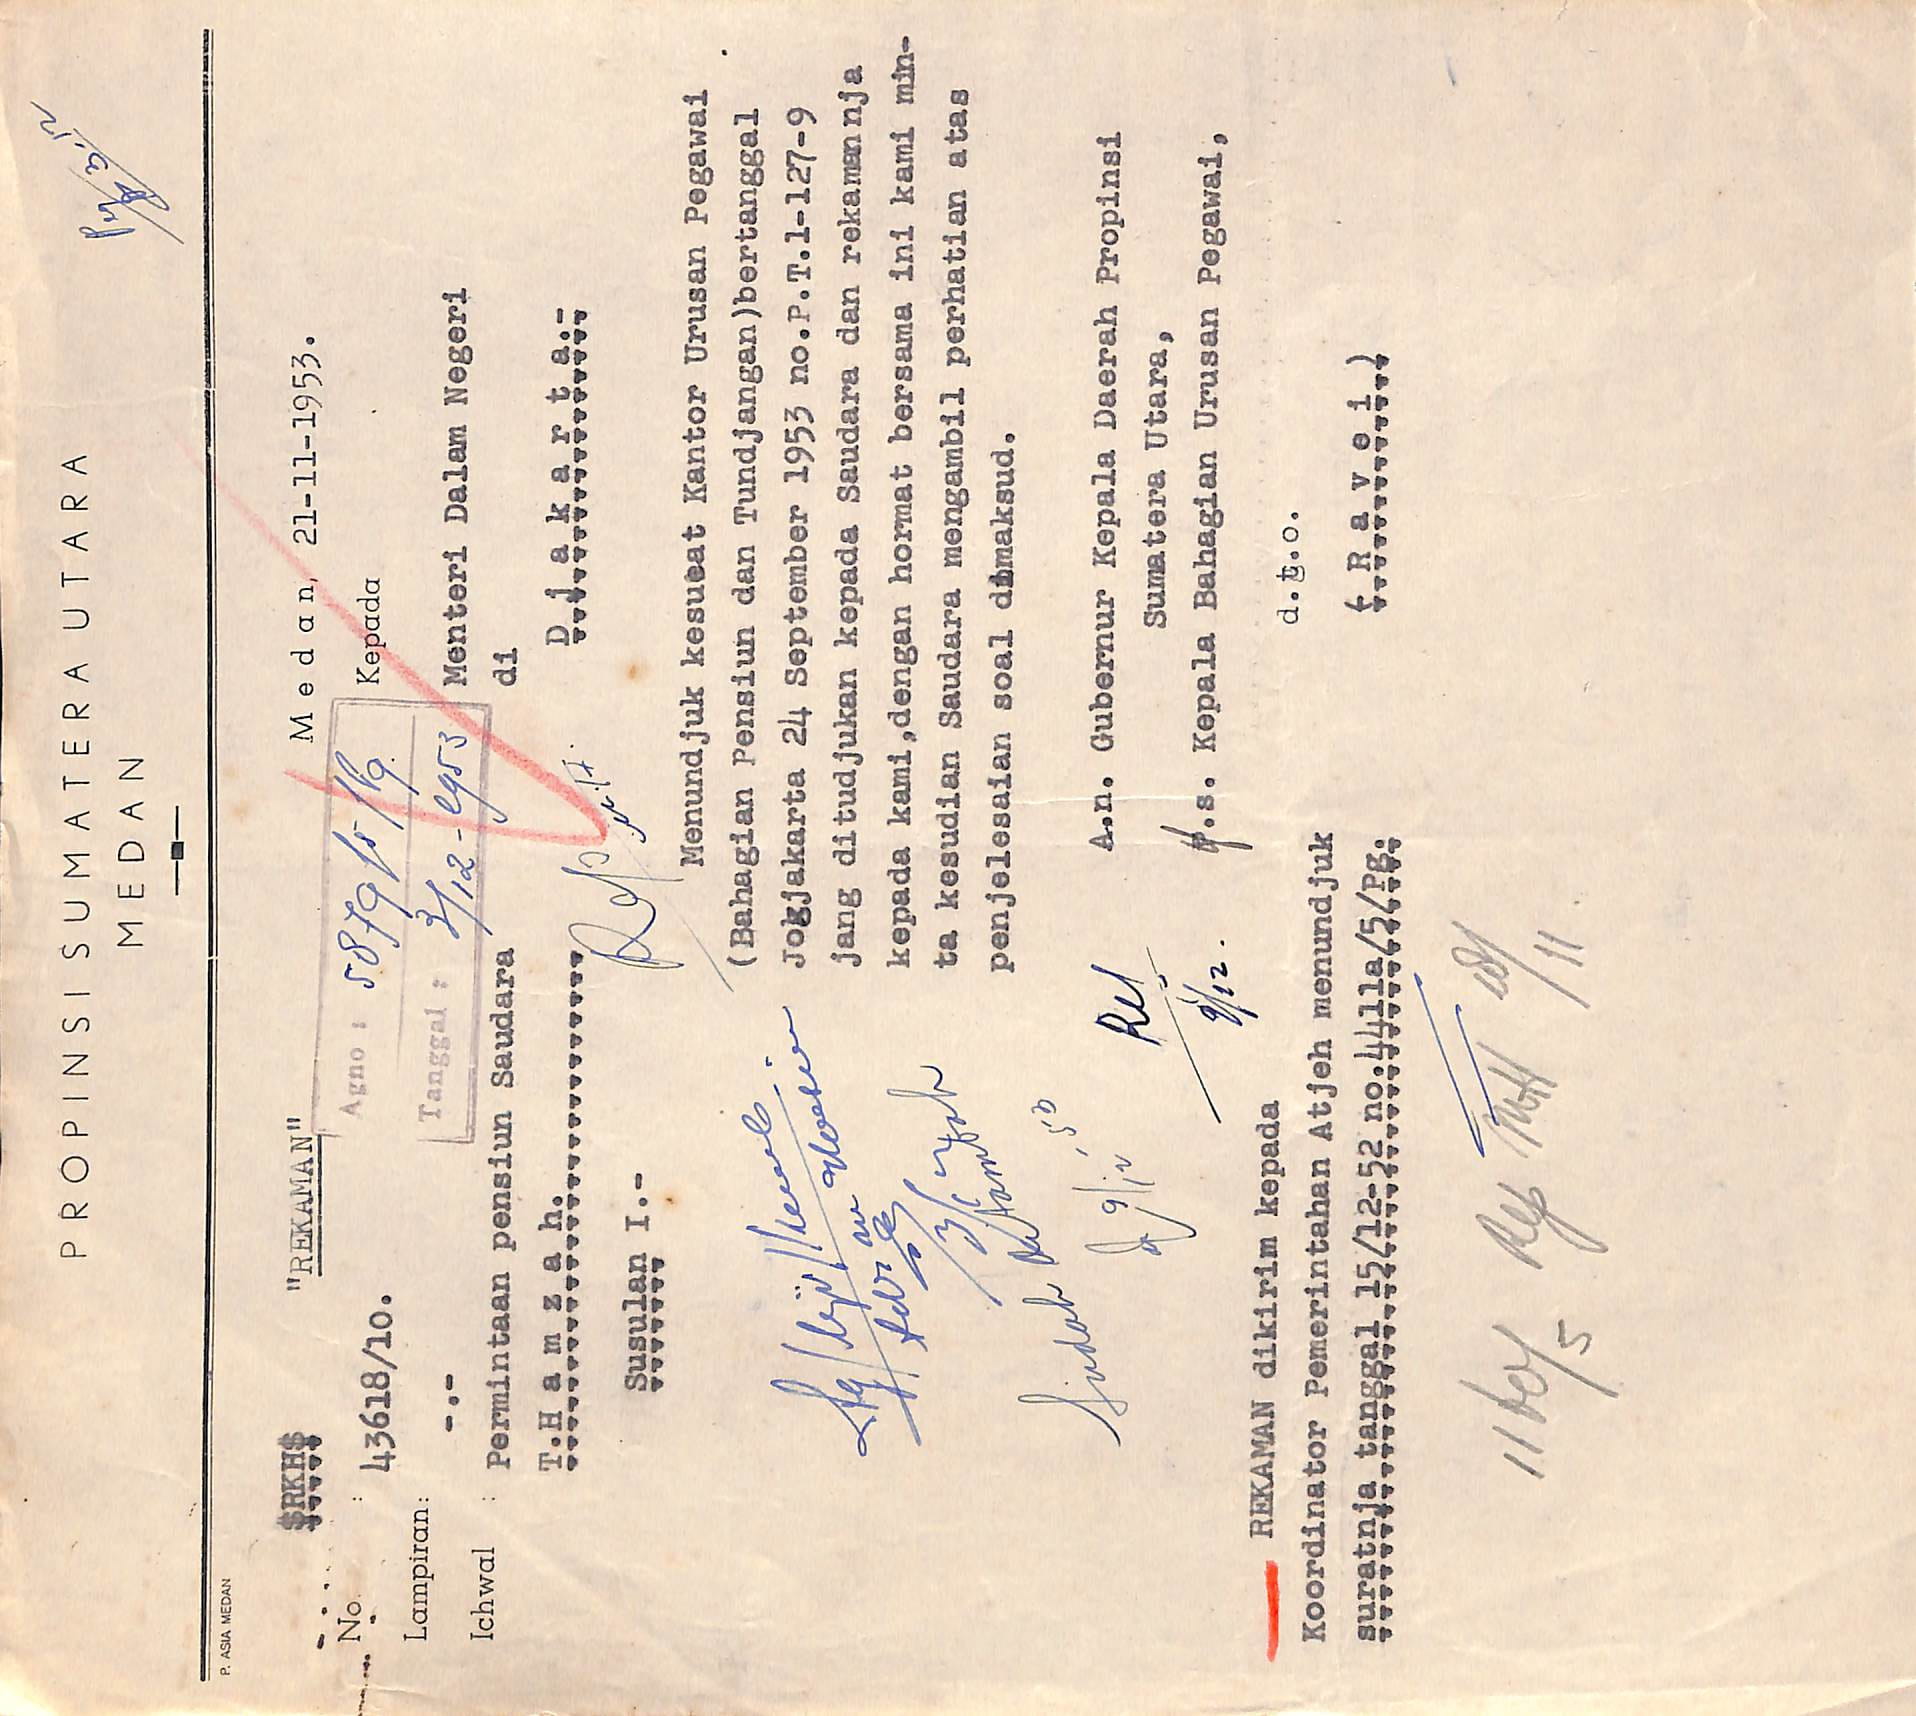 PROPINSI SUMATERA UTARA
MEDAN
P. ASIA MEDAN
$RKH$
"REKAMAN"
Medan, 21-11-1953.
No. : 43618/10.
Kepada
Lampiran: -.-
Menteri Dalam Negeri
di
D j a k a r t a.-
Ichwal : Permintaan pensiun Saudara
T.H a m z a h.
Susulan I.-
Agno : 5879/5/Pg.
Tanggal : 3/12-1953
Menundjuk kesurat Kantor Urusan Pegawai
(Bahagian Pensiun dan Tundjangan)bertanggal
Jogjakarta 24 September 1953 no.P.T.1-127-9
jang ditudjukan kepada Saudara dan rekamannja
kepada kami,dengan hormat bersama ini kami min-
ta kesudian Saudara mengambil perhatian atas
penjelesaian soal dimaksud.
A.n. Gubernur Kepala Daerah Propinsi
Sumatera Utara,
f.s. Kepala Bahagian Urusan Pegawai,
d.t.o.
( R a v e i )
Sudah
9/12
REKAMAN dikirim kepada
Koordinator Pemerintahan Atjeh menundjuk
suratnja tanggal 15/12-52 no:4411a/5/Pg.